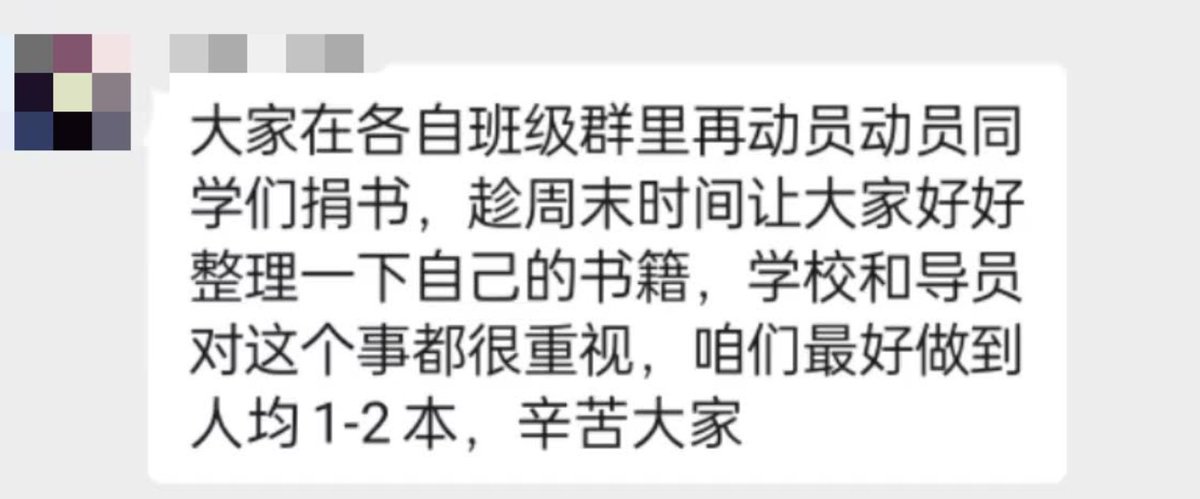 大家在各自班级群里再动员动员同
学们捐书，趁周末时间让大家好好
整理一下自己的书籍，学校和导员
对这个事都很重视，咱们最好做到
人均1-2本，辛苦大家